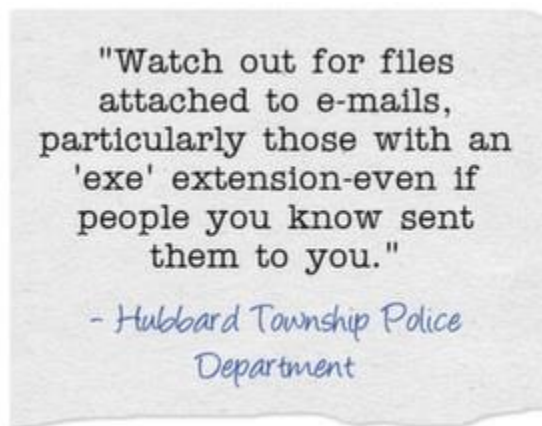 "Watch out for files
attached to e-mails,
particularly those with an
'exe' extension-even if
people you know sent
them to you."
- Hubbard Township Police
Department